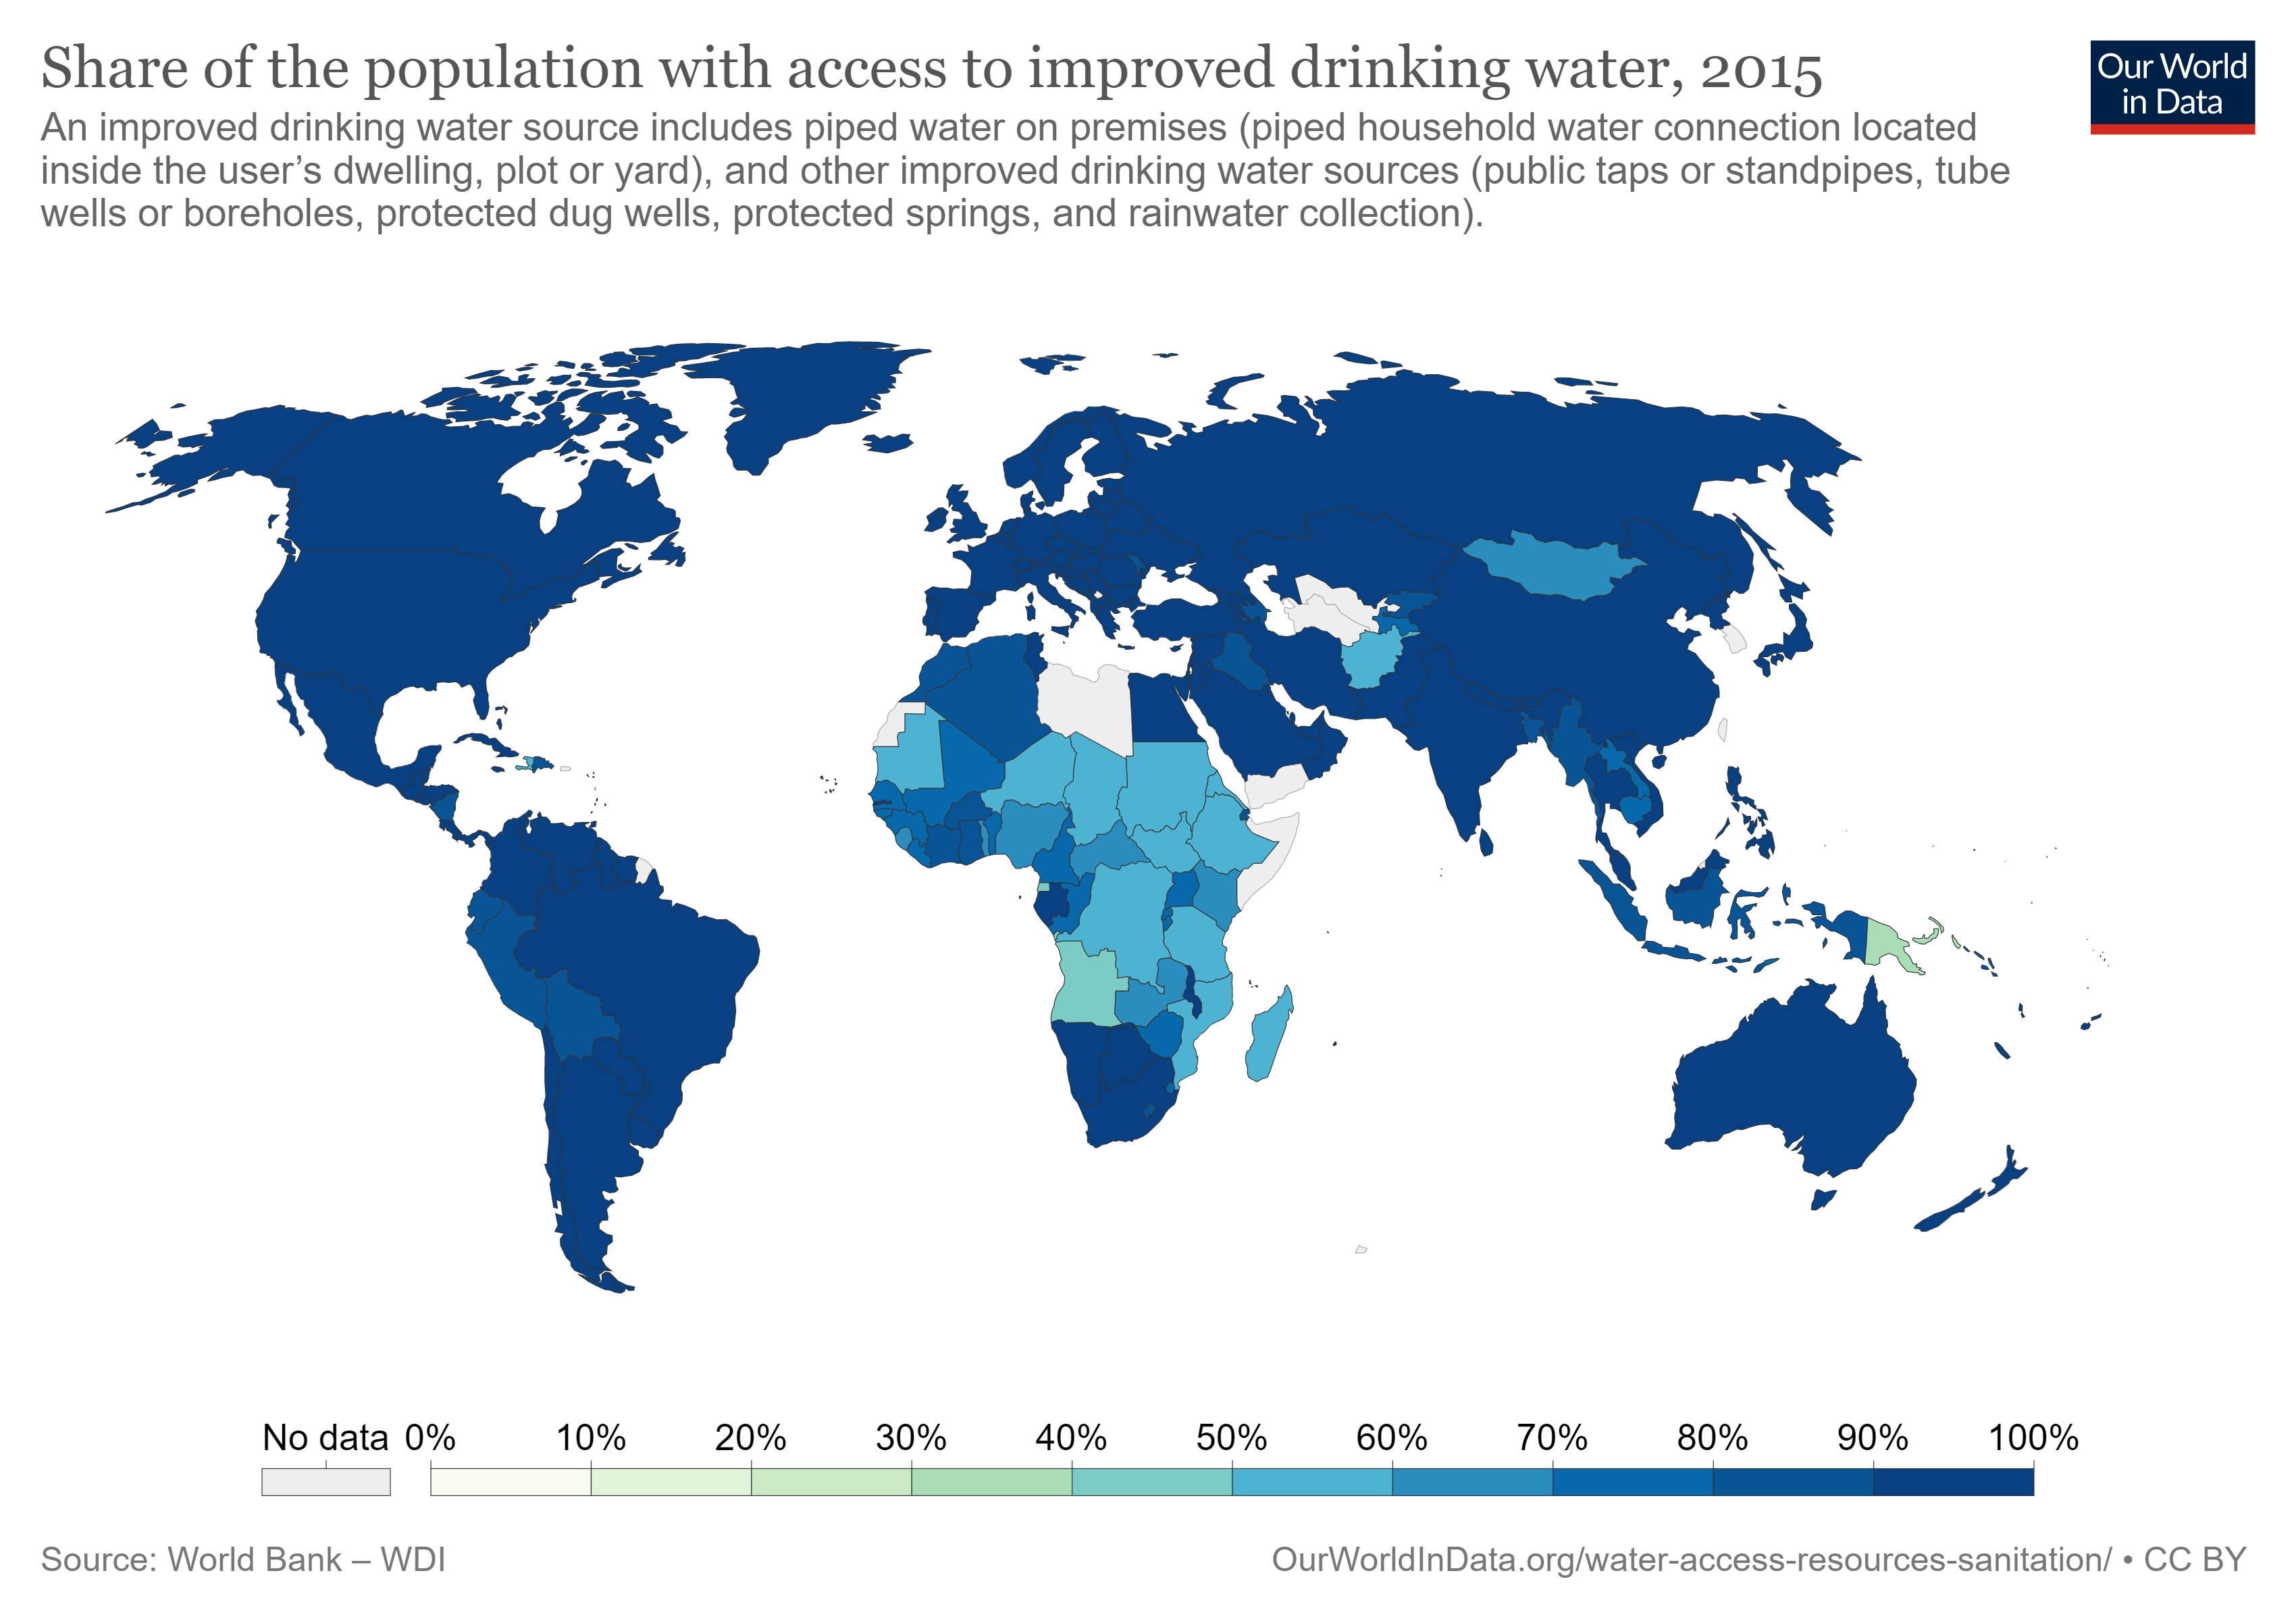 Share of the population with access to improved drinking water, 2015
Our World
in Data
An improved drinking water source includes piped water on premises (piped household water connection located
inside the user’s dwelling, plot or yard), and other improved drinking water sources (public taps or standpipes, tube
wells or boreholes, protected dug wells, protected springs, and rainwater collection).
No data 0% 10% 20% 30% 40% 50% 60% 70% 80% 90% 100%
Source: World Bank – WDI
OurWorldInData.org/water-access-resources-sanitation/ • CC BY